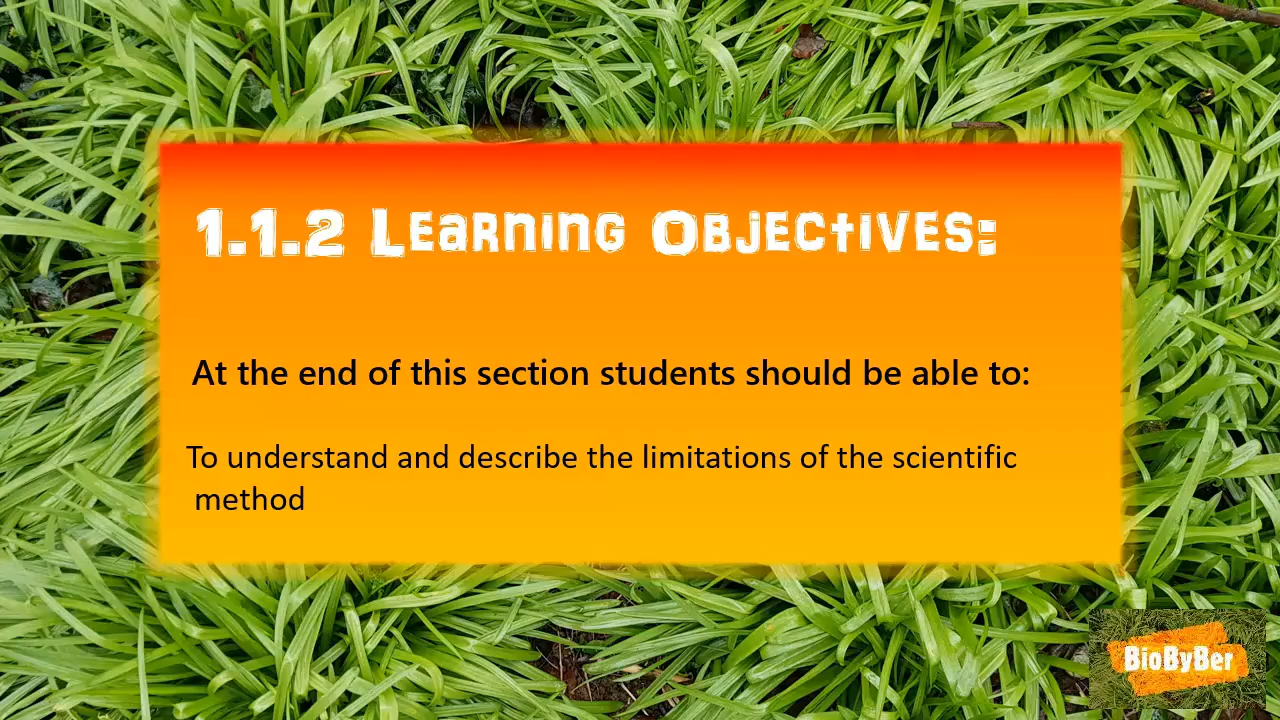 1.1.2 Learning Objectives:
At the end of this section students should be able to:
To understand and describe the limitations of the scientific
method
BioByBer